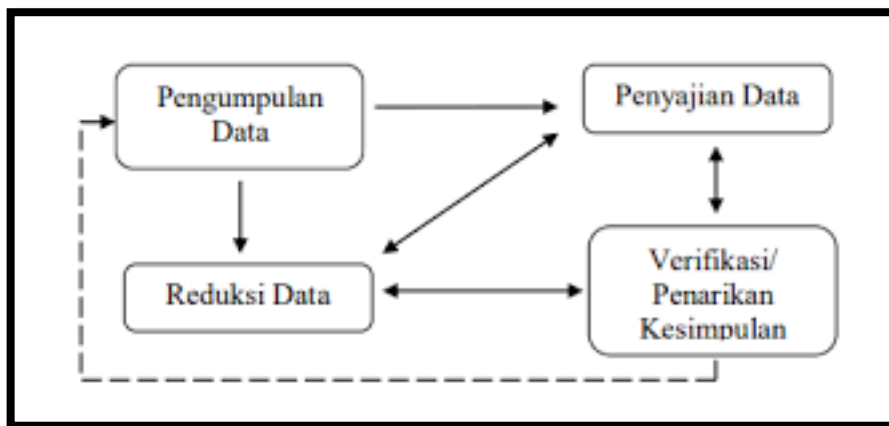 Pengumpulan
Data
Penyajian Data
Reduksi Data
Verifikasi/
Penarikan
Kesimpulan